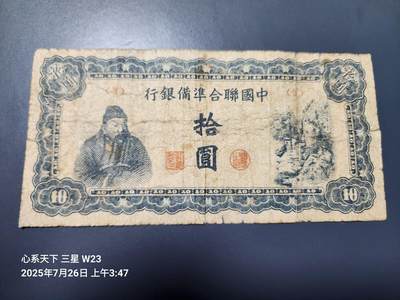 中國聯合準備銀行
拾圓
10 10
心系天下 三星 W23
2025年7月26日 上午3:47